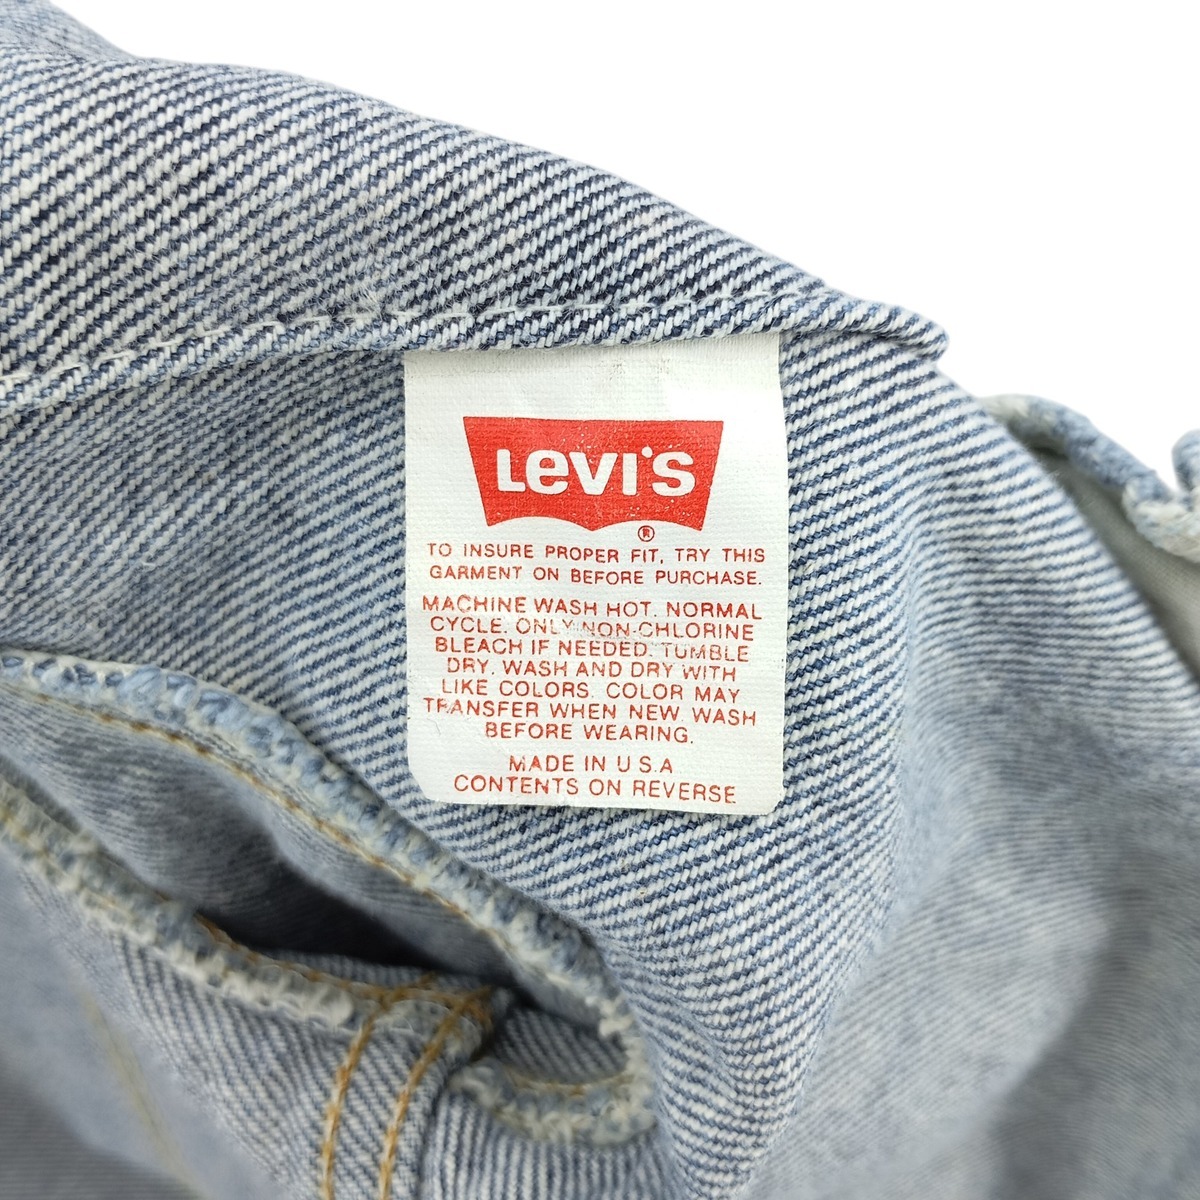 LEVI'S
®
TO INSURE PROPER FIT, TRY THIS
GARMENT ON BEFORE PURCHASE.
MACHINE WASH HOT. NORMAL
CYCLE. ONLY NON-CHLORINE
BLEACH IF NEEDED. TUMBLE
DRY. WASH AND DRY WITH
LIKE COLORS. COLOR MAY
TRANSFER WHEN NEW. WASH
BEFORE WEARING.
MADE IN U.S.A
CONTENTS ON REVERSE